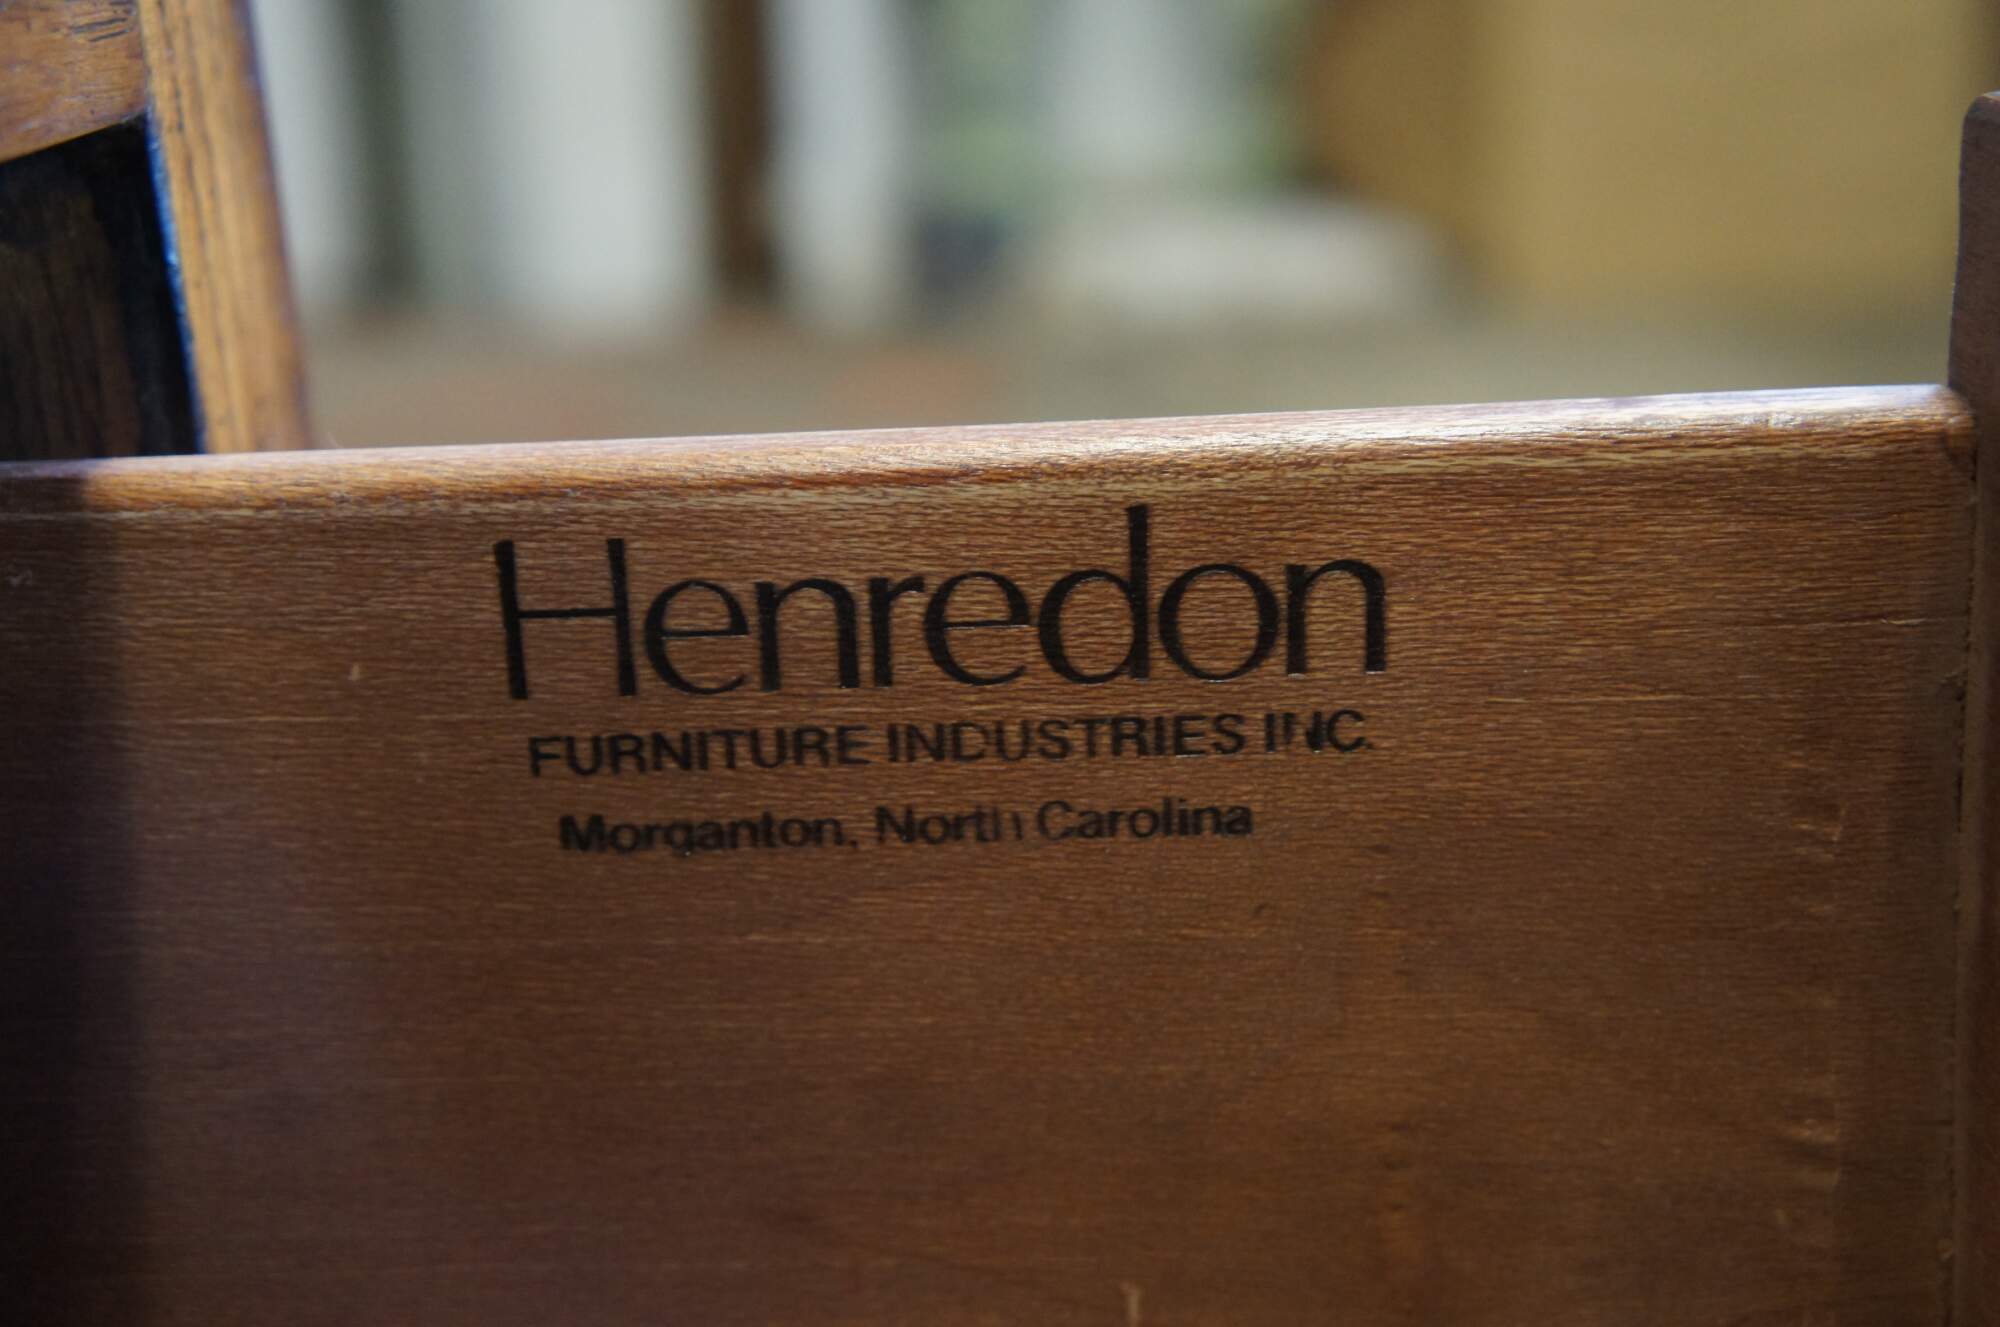 Henredon
FURNITURE INDUSTRIES INC.
Morganton, North Carolina